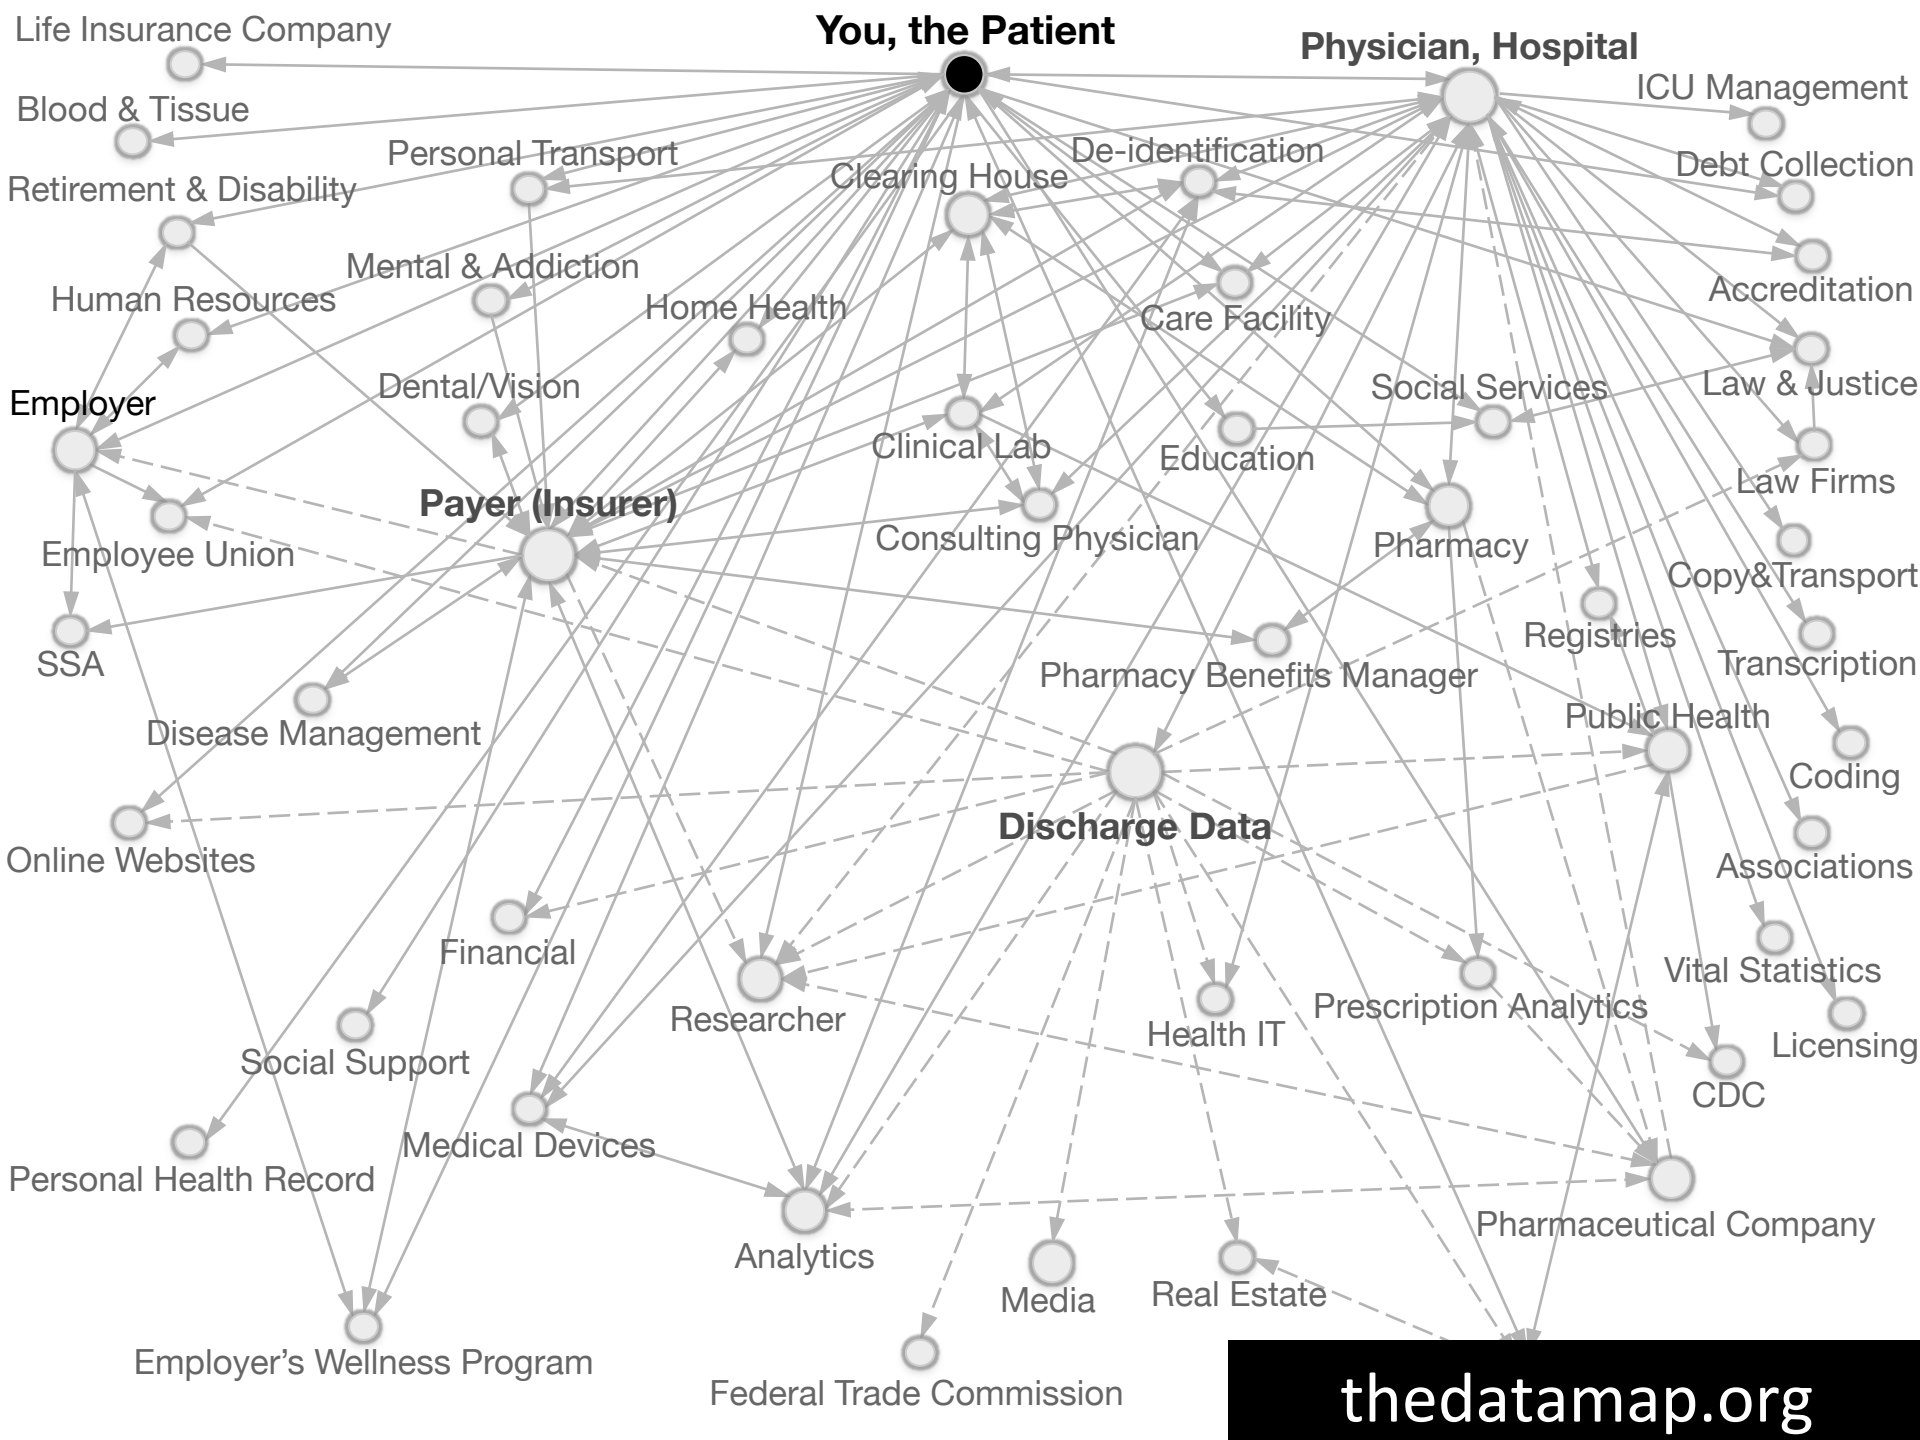 Life Insurance Company
You, the Patient
Physician, Hospital
ICU Management
Blood & Tissue
Personal Transport
De-identification
Debt Collection
Clearing House
Retirement & Disability
Mental & Addiction
Accreditation
Human Resources
Home Health
Care Facility
Dental/Vision
Social Services
Law & Justice
Employer
Clinical Lab
Education
Law Firms
Payer (Insurer)
Consulting Physician
Pharmacy
Employee Union
Copy&Transport
SSA
Registries
Transcription
Pharmacy Benefits Manager
Disease Management
Public Health
Coding
Discharge Data
Online Websites
Associations
Financial
Vital Statistics
Researcher
Prescription Analytics
Health IT
Licensing
Social Support
CDC
Medical Devices
Personal Health Record
Pharmaceutical Company
Analytics
Media
Real Estate
Employer’s Wellness Program
Federal Trade Commission
thedatamap.org